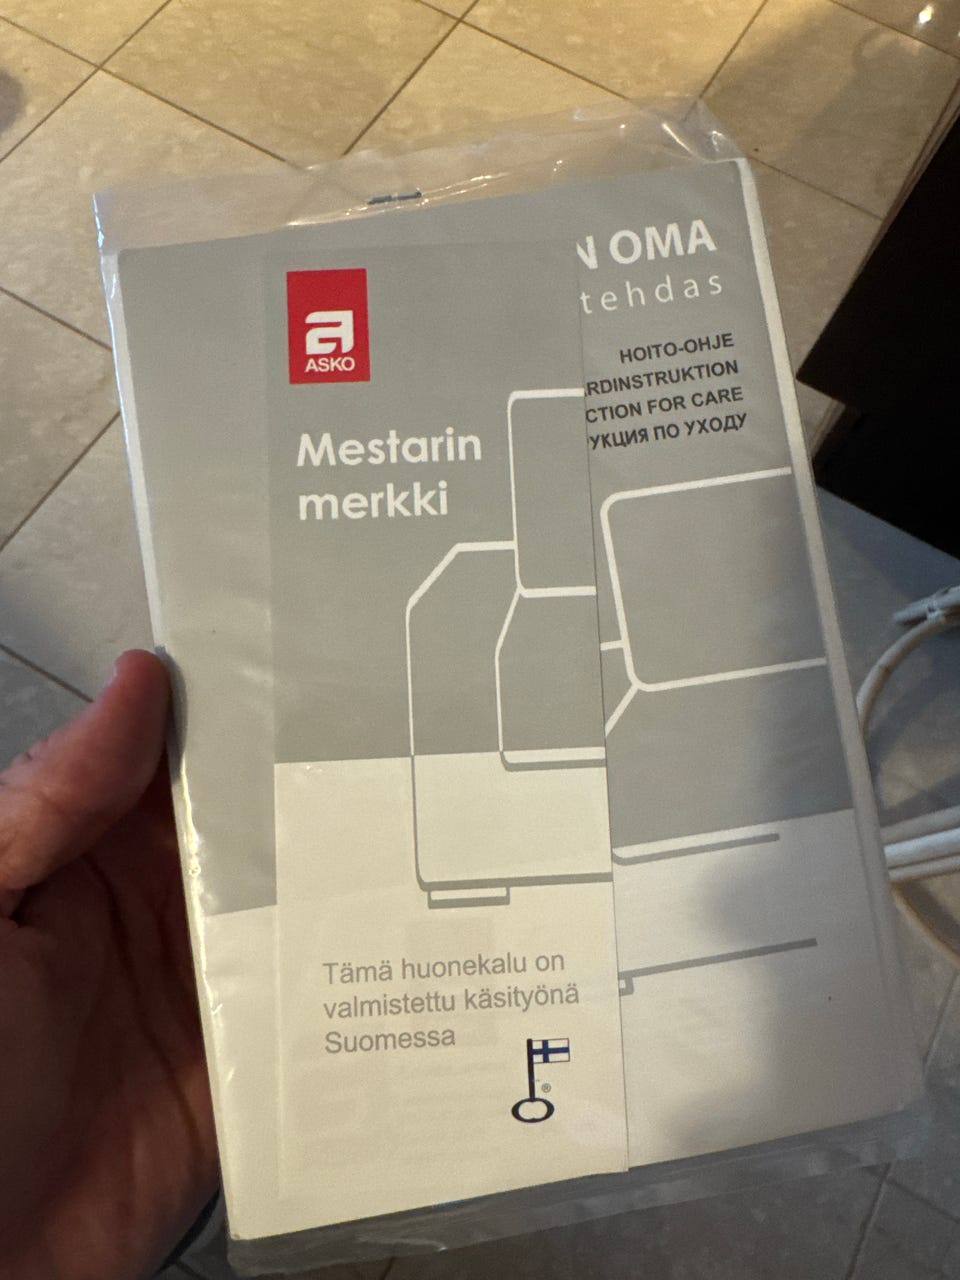 ASKO
Mestarin
merkki
OMA
tehdas
HOITO-OHJE
RDINSTRUKTION
CTION FOR CARE
УКЦИЯ ПО УХОДУ
Tämä huonekalu on
valmistettu käsityönä
Suomessa
®